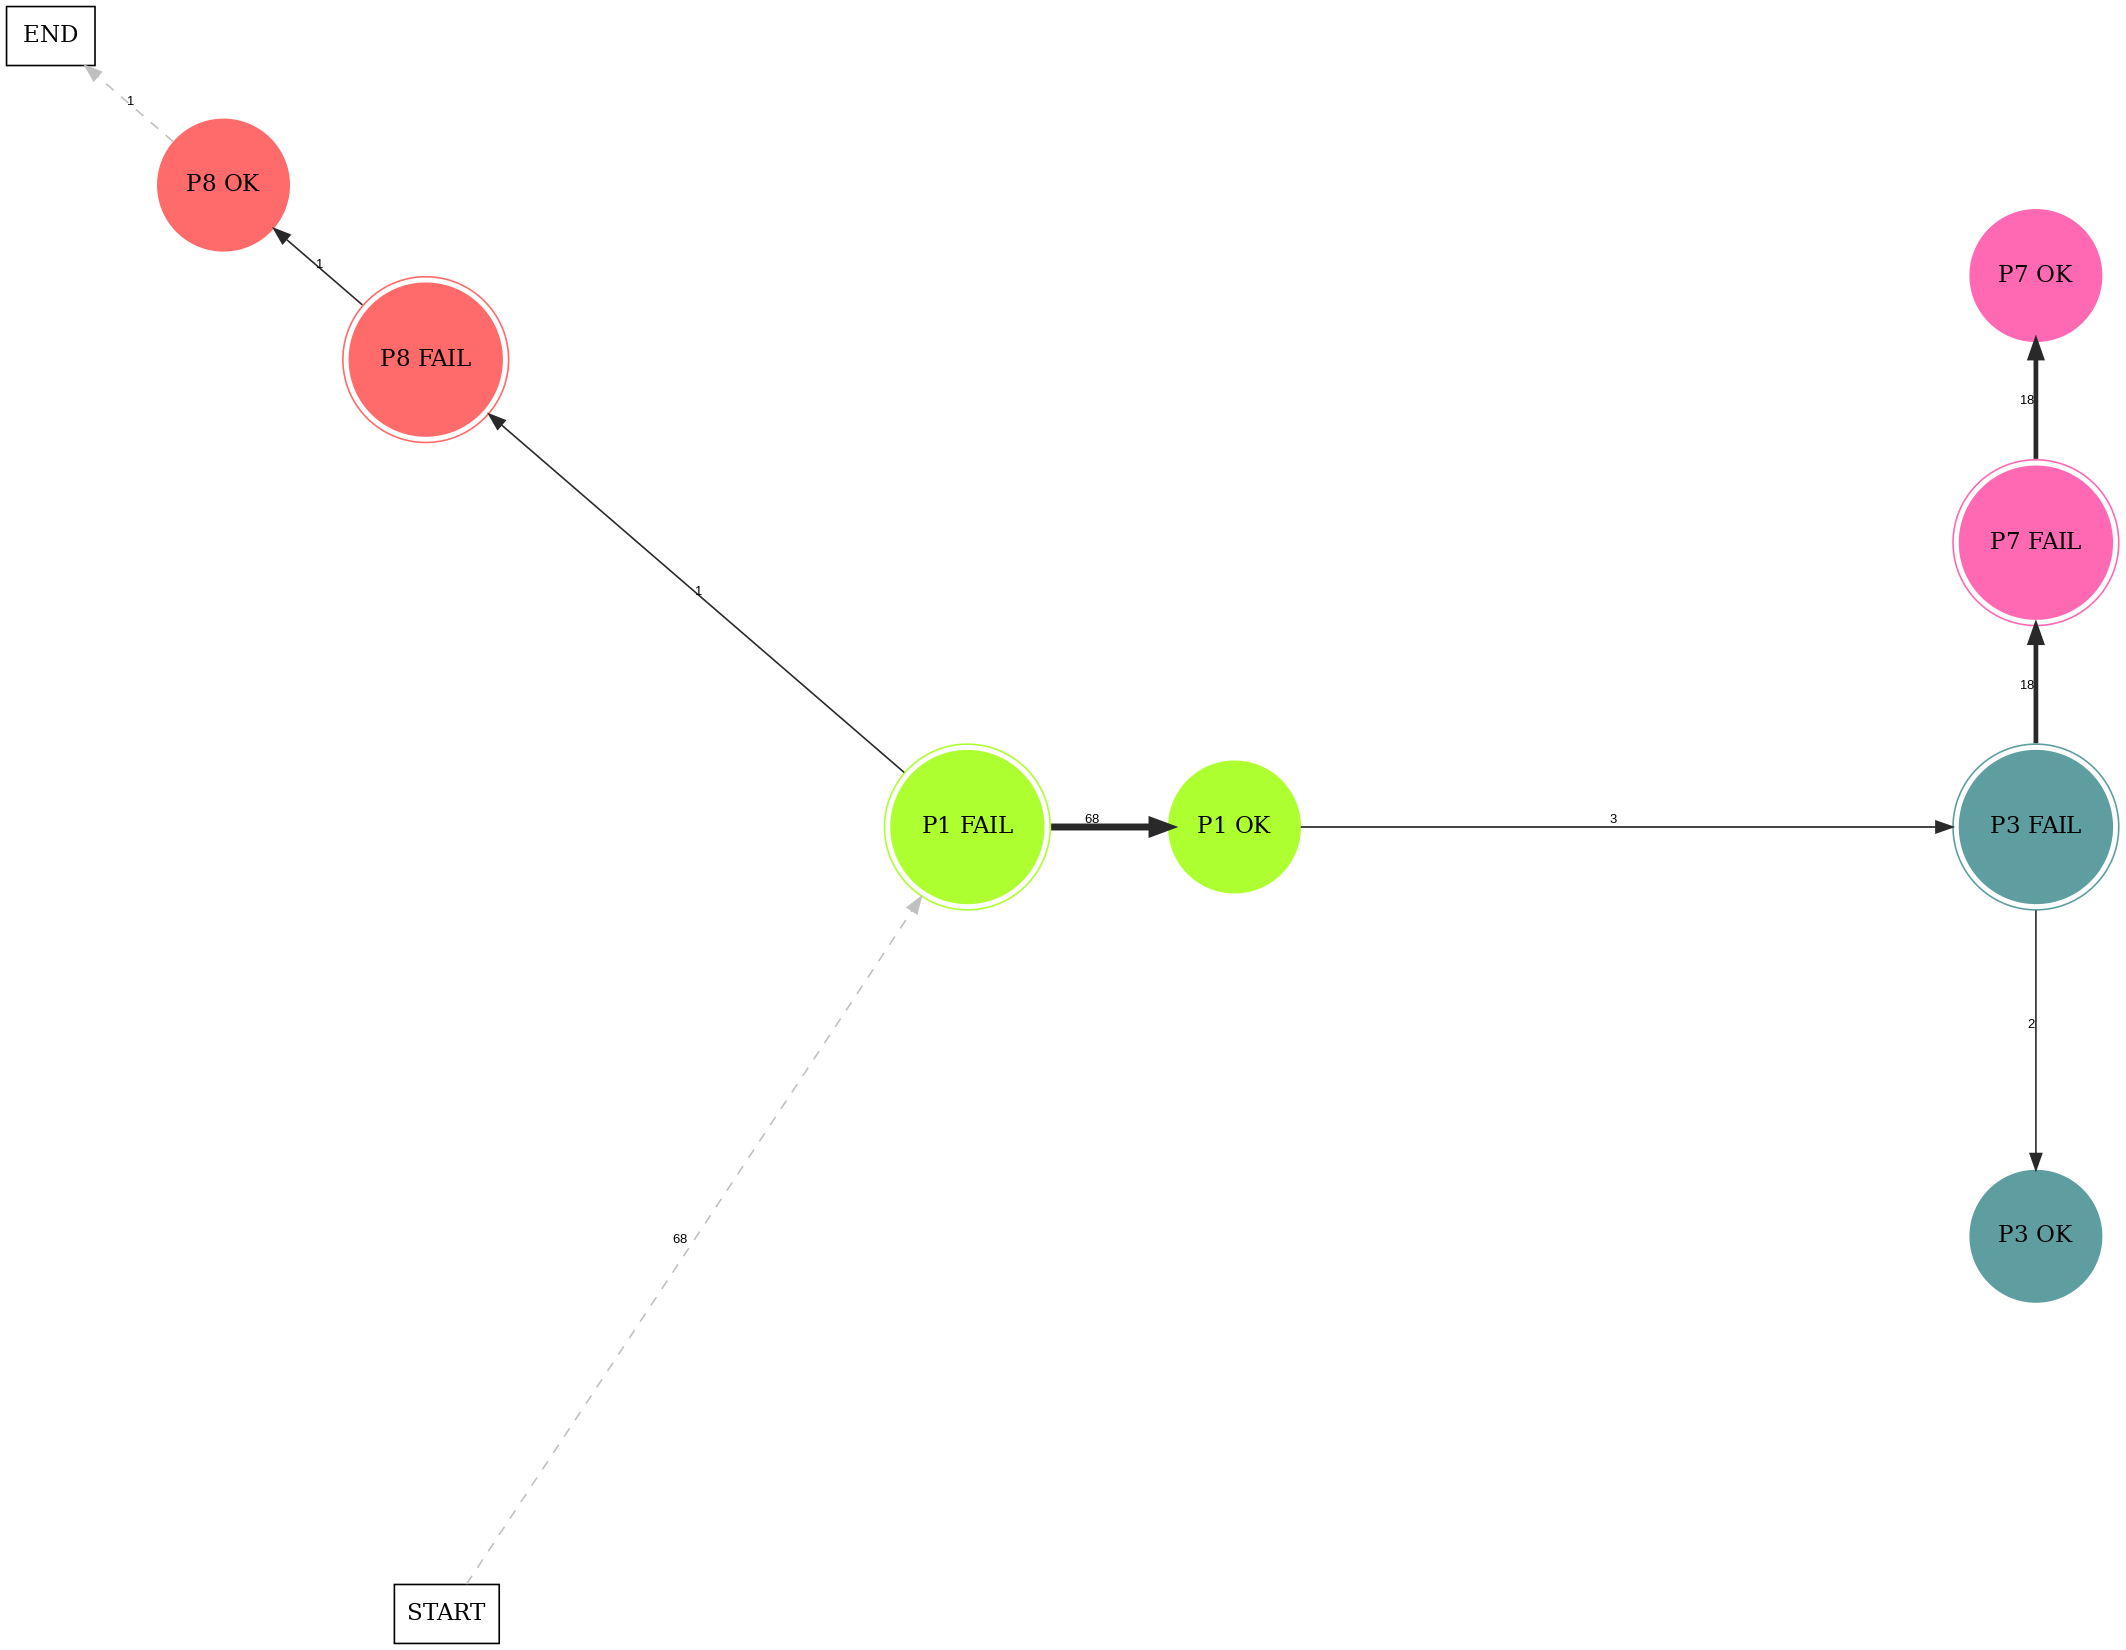 END
1
P8 OK
1
P7 OK
P8 FAIL
18
P7 FAIL
1
18
P1 FAIL
68
P1 OK
3
P3 FAIL
2
P3 OK
68
START